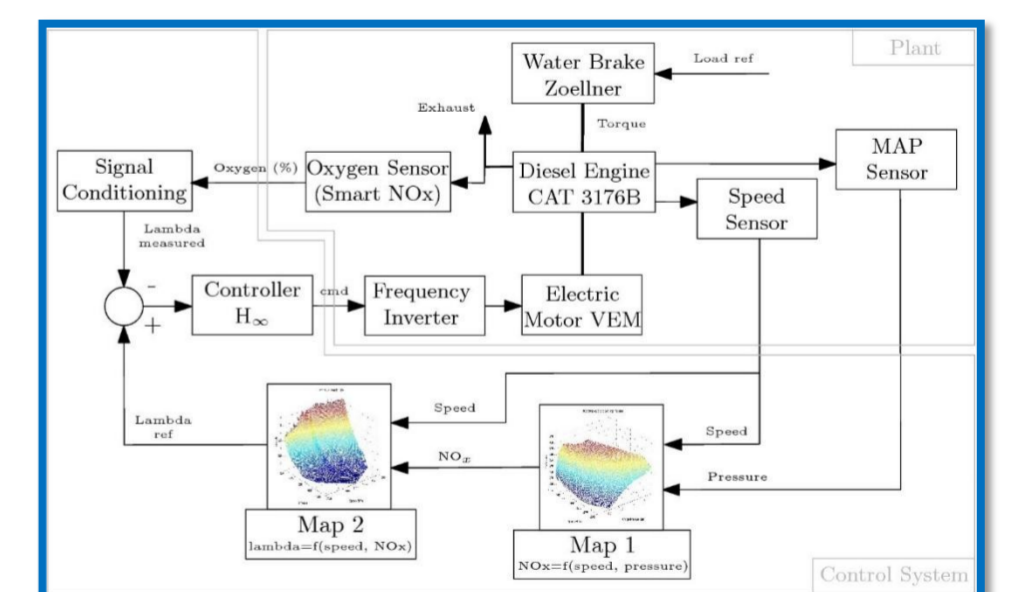 Plant
Water Brake
Zoellner
Load ref
Exhaust
Torque
MAP
Sensor
Signal
Conditioning
Oxygen (%)
Oxygen Sensor
(Smart NOx)
Diesel Engine
CAT 3176B
Speed
Sensor
Lambda
measured
-
+
Controller
H∞
cmd
Frequency
Inverter
Electric
Motor VEM
Lambda
ref
Speed
NOx
Speed
Pressure
Map 2
lambda=f(speed, NOx)
Map 1
NOx=f(speed, pressure)
Control System